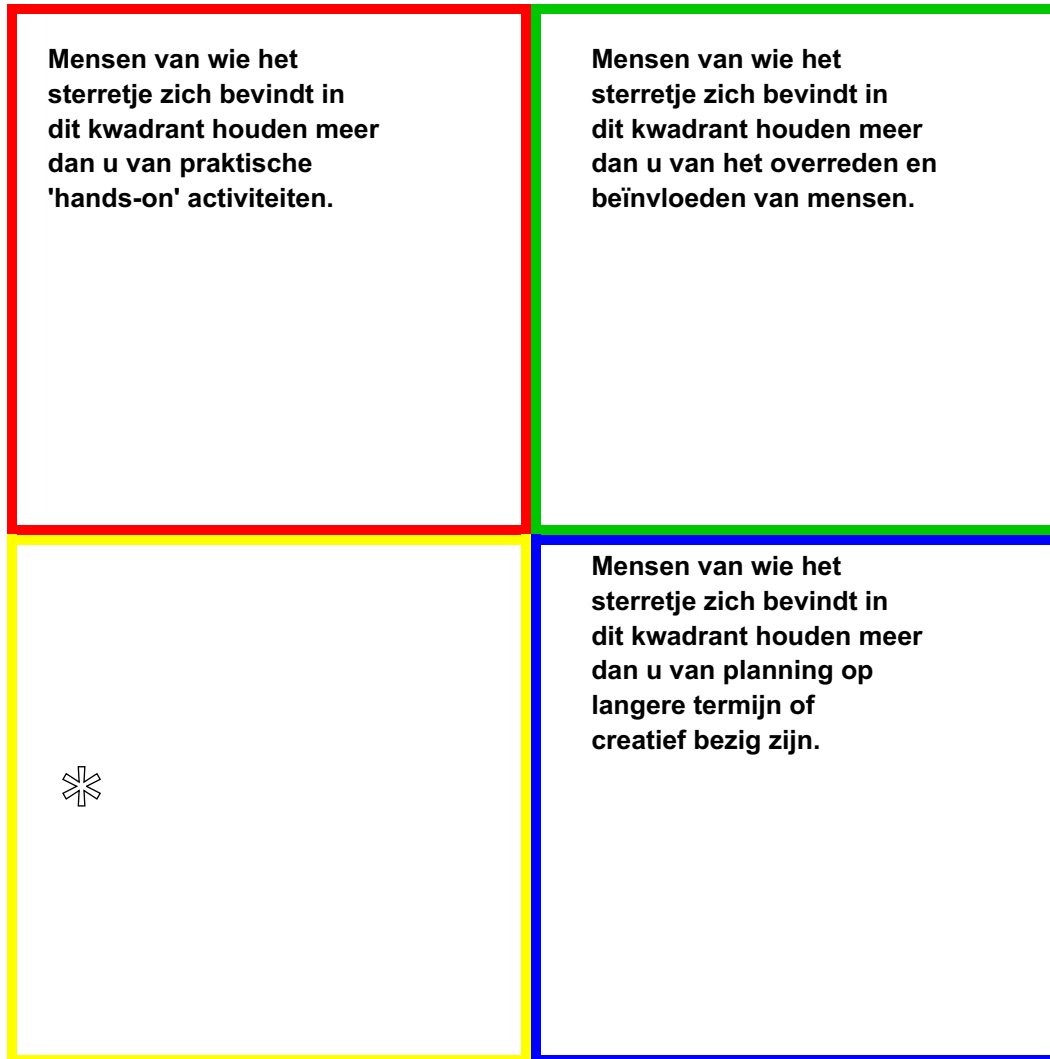 Mensen van wie het
sterretje zich bevindt in
dit kwadrant houden meer
dan u van praktische
'hands-on' activiteiten.
Mensen van wie het
sterretje zich bevindt in
dit kwadrant houden meer
dan u van het overreden en
beïnvloeden van mensen.
*
Mensen van wie het
sterretje zich bevindt in
dit kwadrant houden meer
dan u van planning op
langere termijn of
creatief bezig zijn.